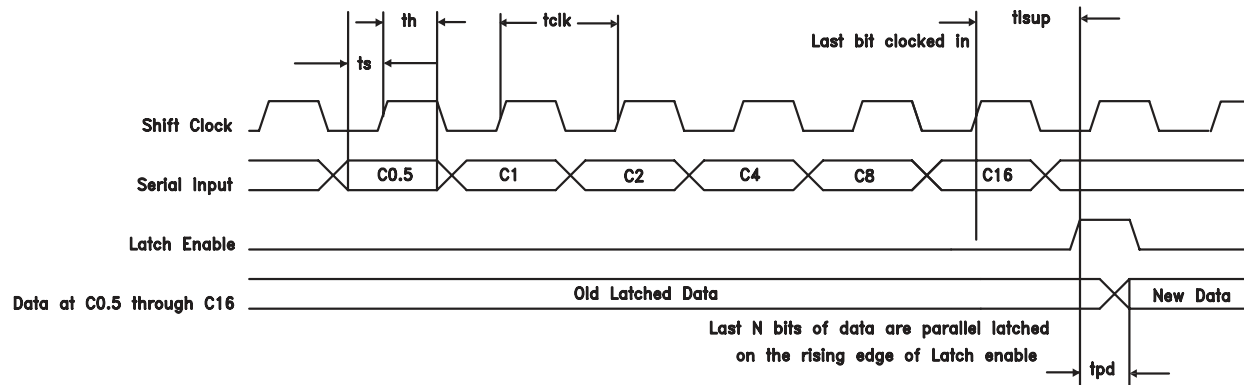 th
tclk
tlsup
Last bit clocked in
ts
Shift Clock
Serial Input
C0.5
C1
C2
C4
C8
C16
Latch Enable
Data at C0.5 through C16
Old Latched Data
New Data
Last N bits of data are parallel latched
on the rising edge of Latch enable
tpd